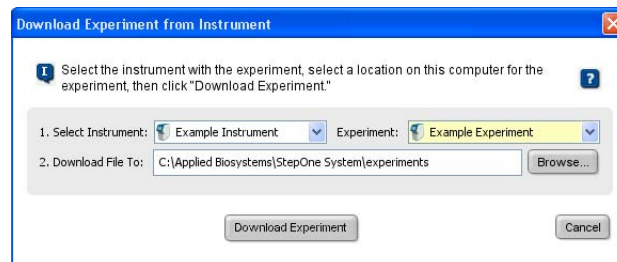 Download Experiment from Instrument
Select the instrument with the experiment, select a location on this computer for the
experiment, then click "Download Experiment."
1. Select Instrument: Example Instrument Experiment: Example Experiment
2. Download File To: C:\Applied Biosystems\StepOne System\experiments Browse...
Download Experiment Cancel